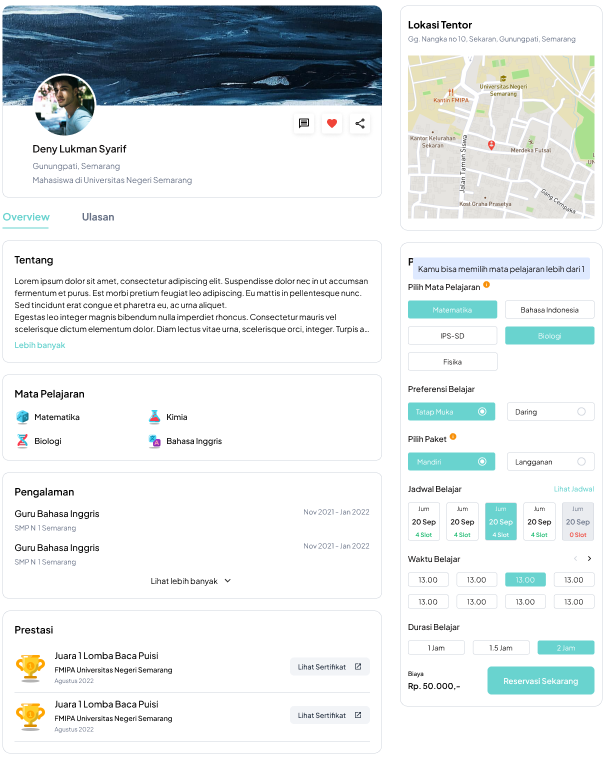 Deny Lukman Syarif
Gunungpati, Semarang
Mahasiswa di Universitas Negeri Semarang
Overview
Ulasan
Tentang
Lorem ipsum dolor sit amet, consectetur adipiscing elit. Suspendisse dolor nec in ut accumsan
fermentum et purus. Est morbi pretium feugiat leo adipiscing. Eu mattis in pellentesque nunc.
Sed tincidunt erat congue et pharetra eu, ac urna aliquet.
Egestas leo integer magnis bibendum nulla imperdiet rhoncus. Consectetur mauris vel
scelerisque dictum elementum dolor. Diam lectus vitae urna, scelerisque orci, integer. Turpis a...
Lebih banyak
Mata Pelajaran
Matematika
Kimia
Biologi
Bahasa Inggris
Pengalaman
Guru Bahasa Inggris
Nov 2021 - Jan 2022
SMP N 1 Semarang
Guru Bahasa Inggris
Nov 2021 - Jan 2022
SMP N 1 Semarang
Lihat lebih banyak
Prestasi
Juara 1 Lomba Baca Puisi
FMIPA Universitas Negeri Semarang
Agustus 2022
Lihat Sertifikat
Juara 1 Lomba Baca Puisi
FMIPA Universitas Negeri Semarang
Agustus 2022
Lihat Sertifikat
Lokasi Tentor
Gg. Nangka no 10, Sekaran, Gunungpati, Semarang
Universitas Negeri
Semarang
Kantin FMIPA
Kantor Kelurahan
Sekaran
Merdeka Futsal
Jalan Taman Siswa
Gang Cempaka
Kost Graha Prasetya
Kamu bisa memilih mata pelajaran lebih dari 1
Pilih Mata Pelajaran
Matematika
Bahasa Indonesia
IPS-SD
Biologi
Fisika
Preferensi Belajar
Tatap Muka
Daring
Pilih Paket
Mandiri
Langganan
Jadwal Belajar
Lihat Jadwal
Jum
20 Sep
4 Slot
Jum
20 Sep
4 Slot
Jum
20 Sep
4 Slot
Jum
20 Sep
4 Slot
Jum
20 Sep
0 Slot
Waktu Belajar
13.00
13.00
13.00
13.00
13.00
13.00
13.00
13.00
Durasi Belajar
1 Jam
1.5 Jam
2 Jam
Biaya
Rp. 50.000,-
Reservasi Sekarang